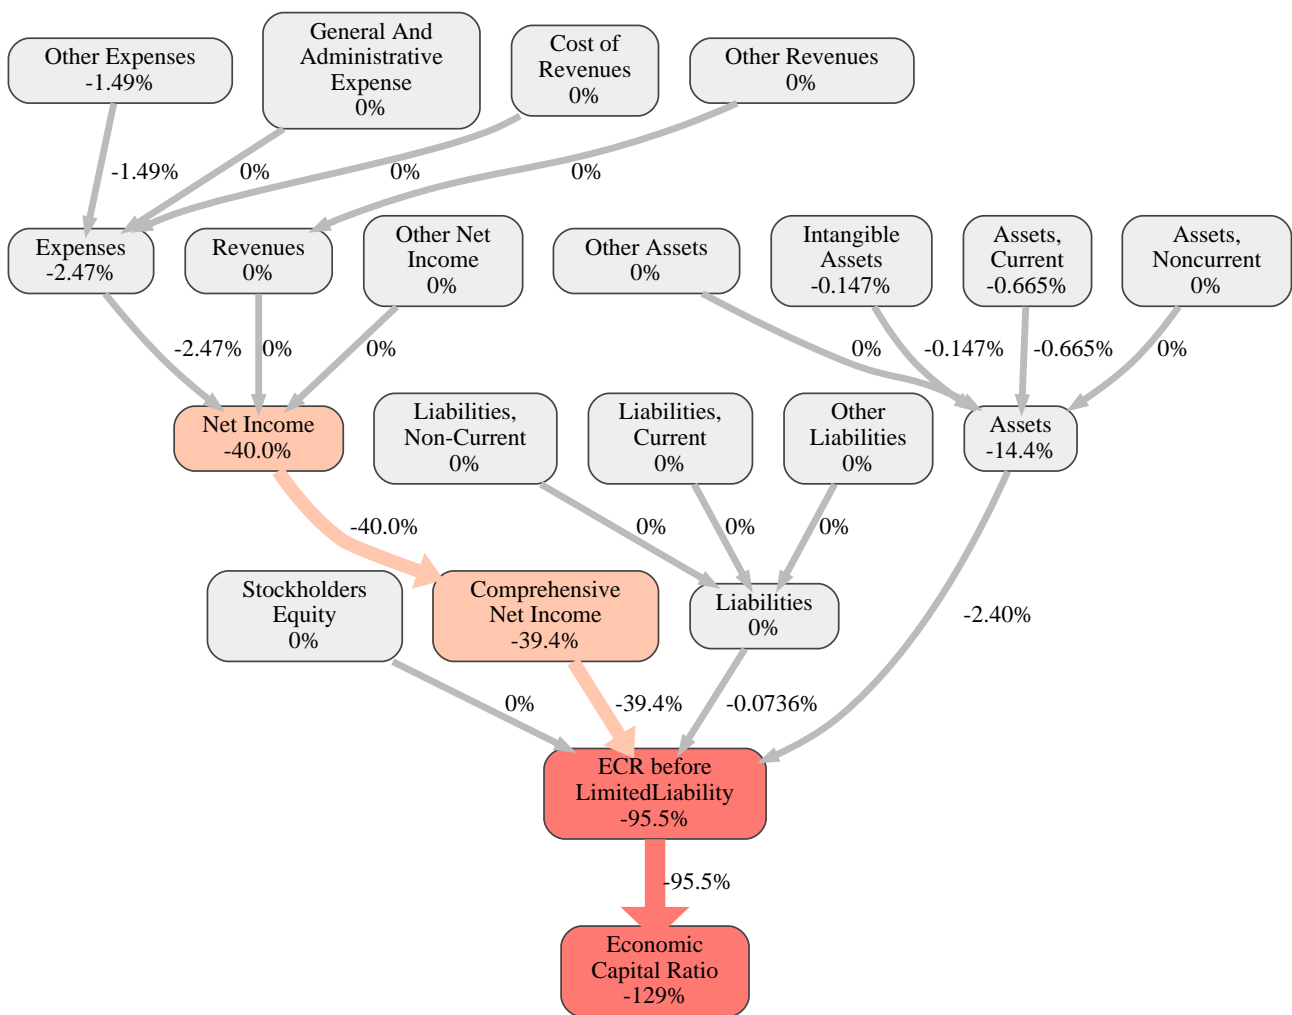 Other Expenses
-1.49%
General And
Administrative
Expense
0%
Cost of
Revenues
0%
Other Revenues
0%
-1.49%
0%
0%
0%
Expenses
-2.47%
Revenues
0%
Other Net
Income
0%
Other Assets
0%
Intangible
Assets
-0.147%
Assets,
Current
-0.665%
Assets,
Noncurrent
0%
-2.47%
0%
0%
0%
-0.147%
-0.665%
0%
Net Income
-40.0%
Liabilities,
Non-Current
0%
Liabilities,
Current
0%
Other
Liabilities
0%
Assets
-14.4%
-40.0%
0%
0%
0%
Stockholders
Equity
0%
Comprehensive
Net Income
-39.4%
Liabilities
0%
-2.40%
0%
-39.4%
-0.0736%
ECR before
LimitedLiability
-95.5%
-95.5%
Economic
Capital Ratio
-129%